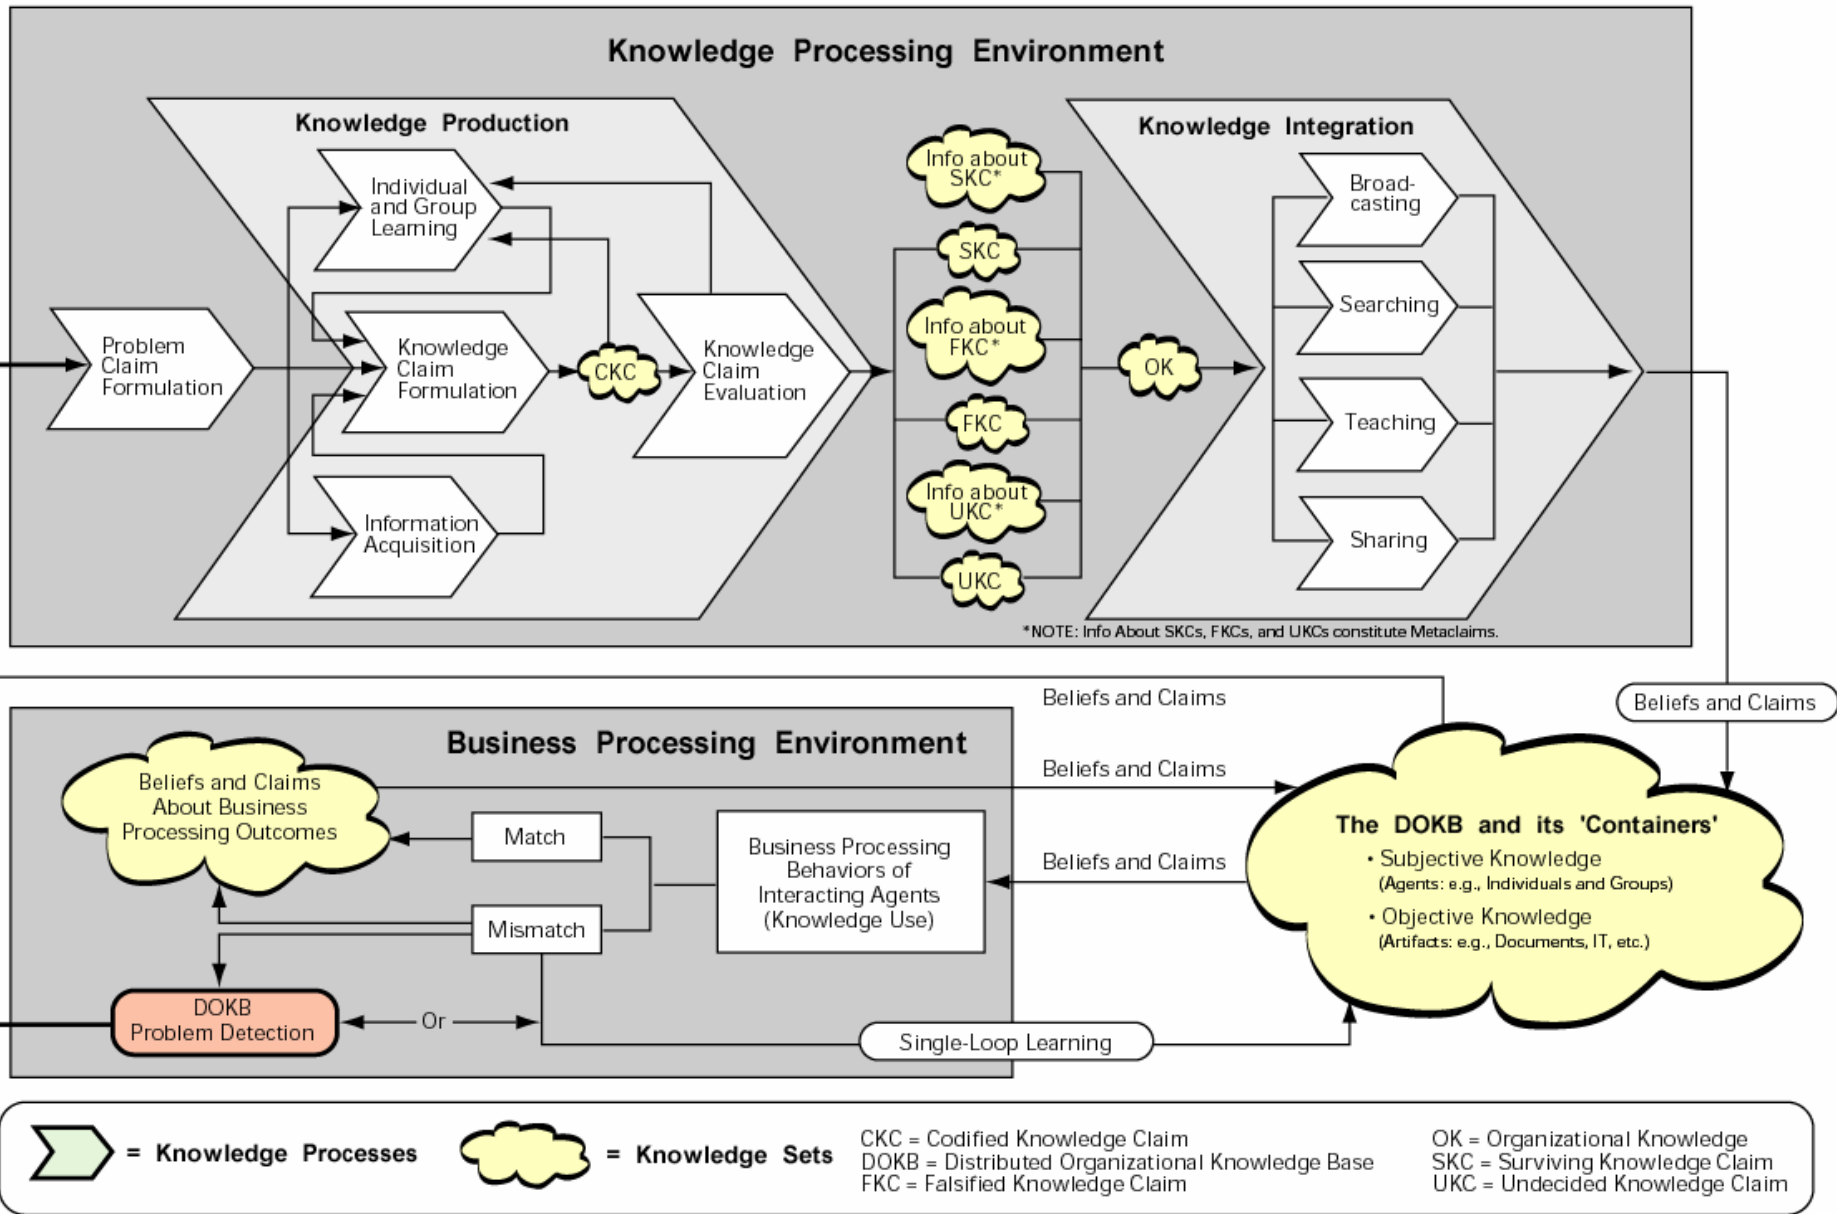 Knowledge Processing Environment
Knowledge Production
Individual
and Group
Learning
Problem
Claim
Formulation
Knowledge
Claim
Formulation
CKC
Knowledge
Claim
Evaluation
Information
Acquisition
Info about
SKC*
SKC
Info about
FKC*
FKC
Info about
UKC*
UKC
OK
Knowledge Integration
Broad-
casting
Searching
Teaching
Sharing
*NOTE: Info About SKCs, FKCs, and UKCs constitute Metaclaims.
Beliefs and Claims
Beliefs and Claims
Business Processing Environment
Beliefs and Claims
About Business
Processing Outcomes
Match
Mismatch
Business Processing
Behaviors of
Interacting Agents
(Knowledge Use)
Beliefs and Claims
Beliefs and Claims
The DOKB and its 'Containers'
• Subjective Knowledge
(Agents: e.g., Individuals and Groups)
• Objective Knowledge
(Artifacts: e.g., Documents, IT, etc.)
DOKB
Problem Detection
Or
Single-Loop Learning
= Knowledge Processes
= Knowledge Sets
CKC = Codified Knowledge Claim
DOKB = Distributed Organizational Knowledge Base
FKC = Falsified Knowledge Claim
OK = Organizational Knowledge
SKC = Surviving Knowledge Claim
UKC = Undecided Knowledge Claim